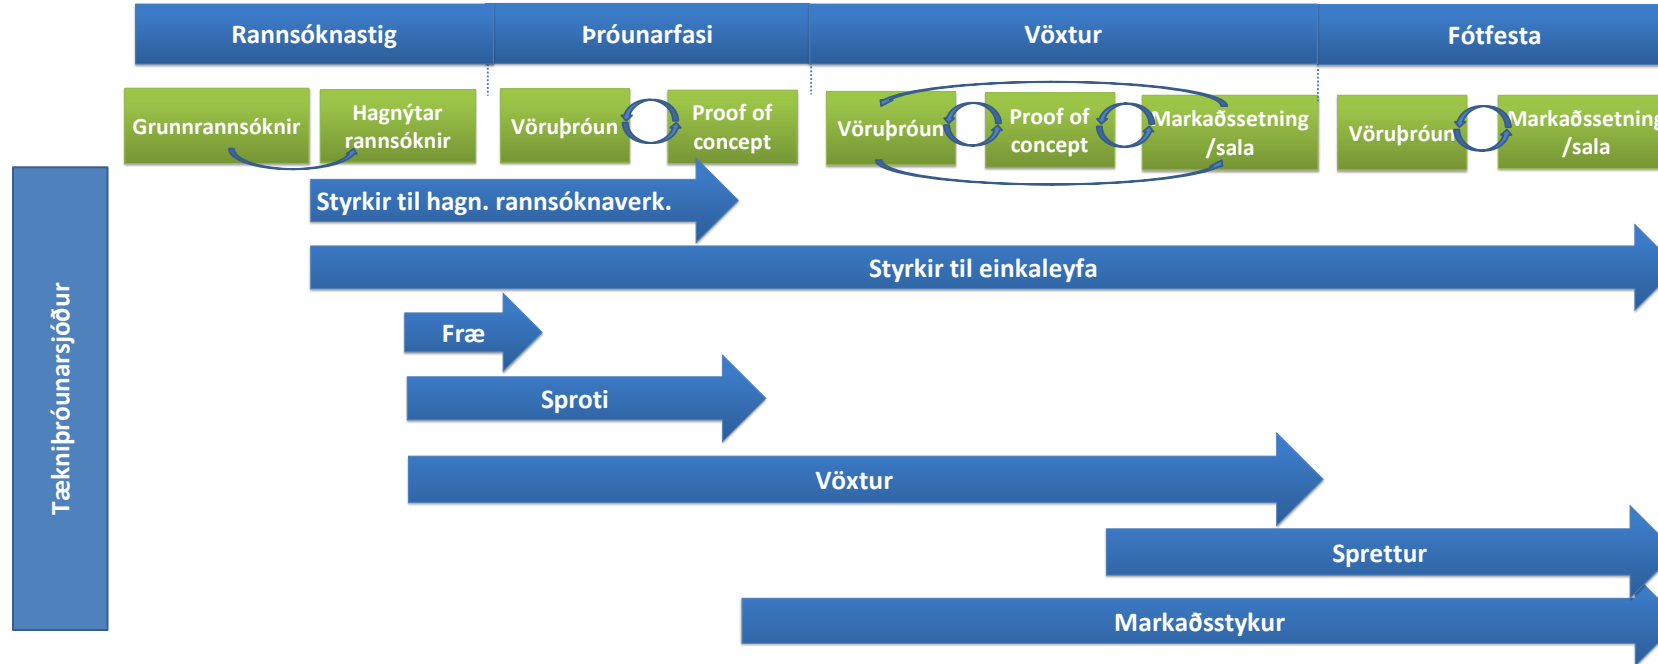 Rannsóknastig
Þróunarfasi
Vöxtur
Fótfesta
Grunnrannsóknir
Hagnýtar
rannsóknir
Vöruþróun
Proof of
concept
Vöruþróun
Proof of
concept
Markaðssetning
/sala
Vöruþróun
Markaðssetning
/sala
Tækniþróunarsjóður
Styrkir til hagn. rannsóknaverk.
Styrkir til einkaleyfa
Fræ
Sproti
Vöxtur
Sprettur
Markaðsstykur